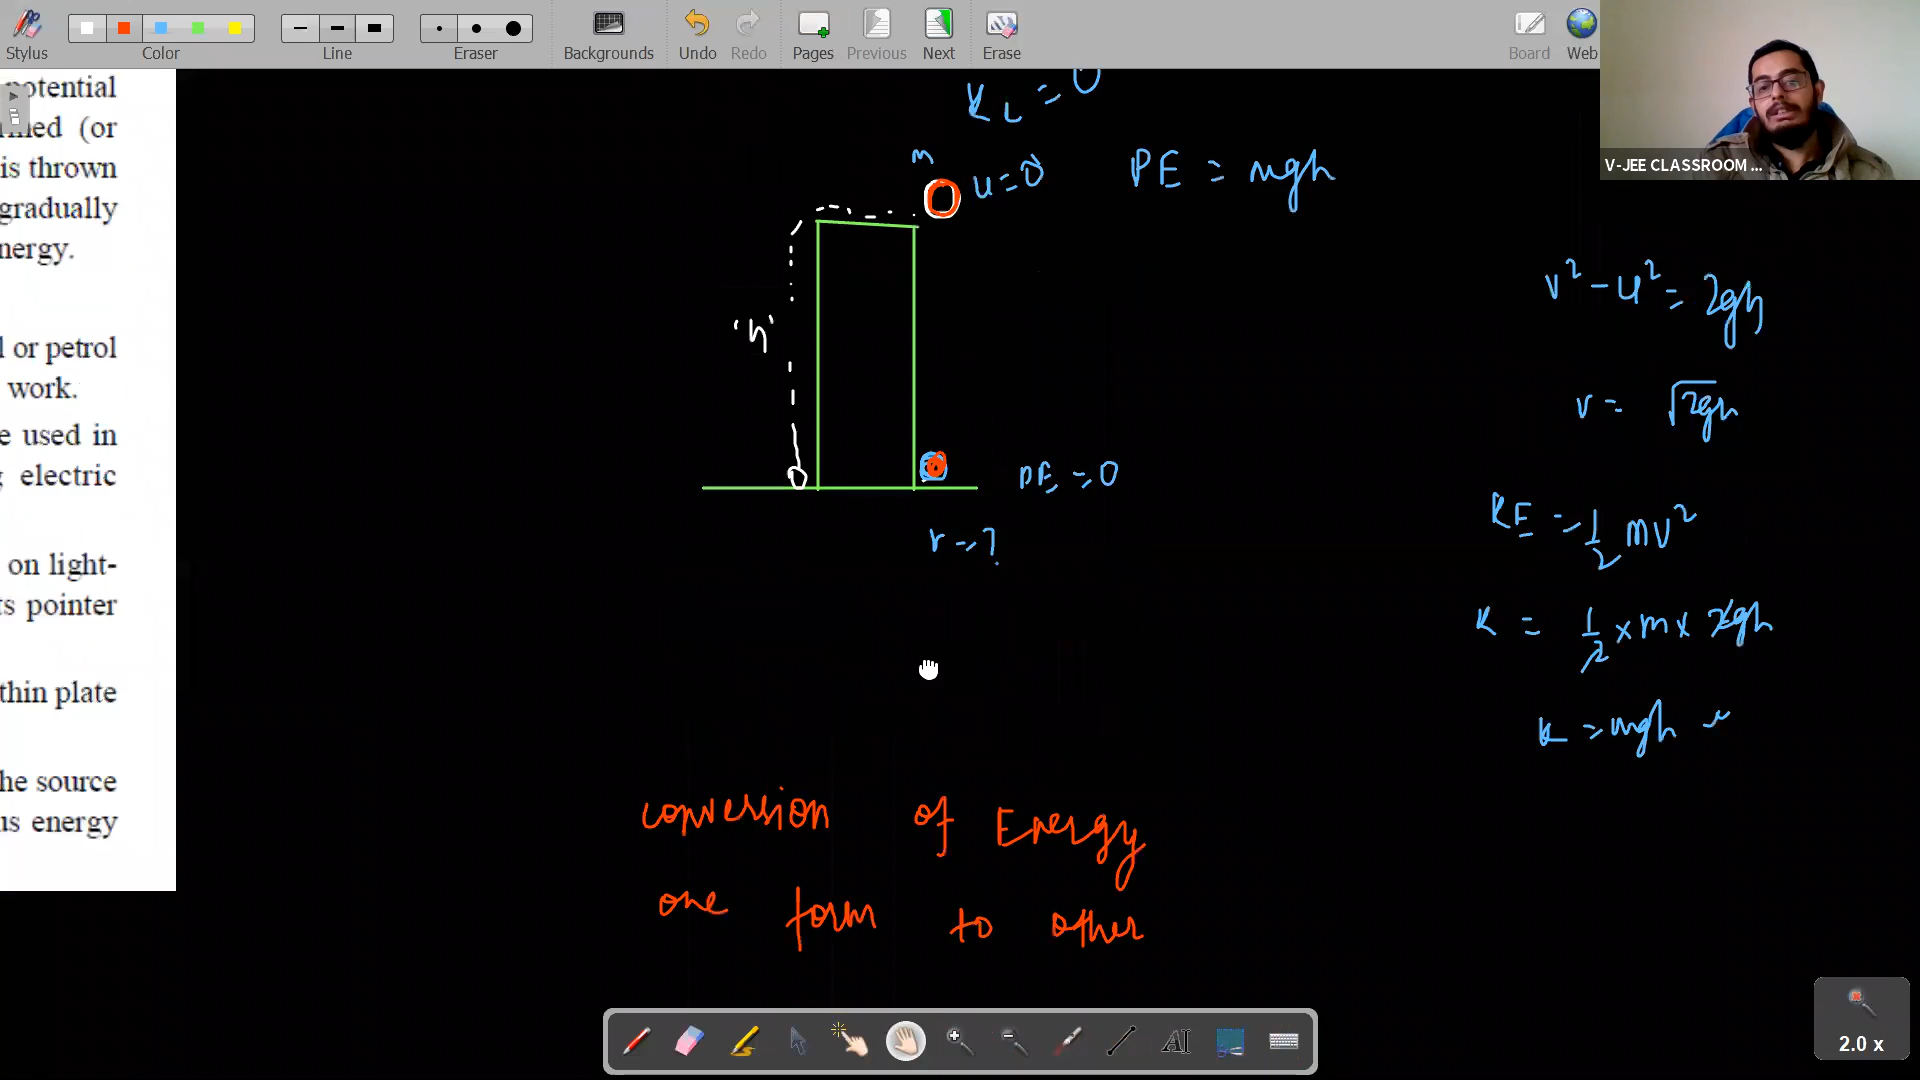 Stylus
Color
Line
Eraser
Backgrounds
Undo
Redo
Pages
Previous
Next
Erase
Board
Web
V-JEE CLASSROOM ...
potential
(or
is thrown
gradually
l or petrol
work.
e used in
electric
on light-
ts pointer
thin plate
he source
us energy
K L = 0
m
u=0
PE = mgh
'h'
PE = 0
v = ?
v² - u² = 2gh
v = √2gh
KE = 1/2 mv²
K = 1/2 × m × 2gh
K = mgh
conversion of Energy
one form to other
2.0 x